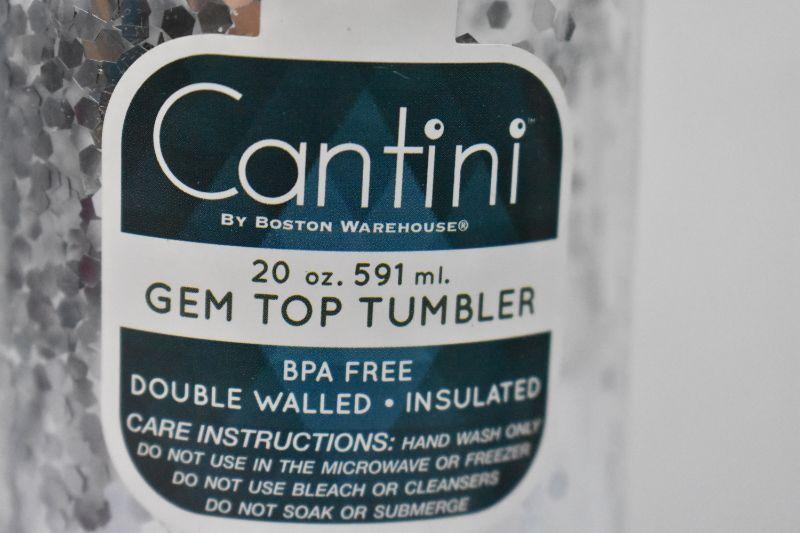 Cantini™
BY BOSTON WAREHOUSE®
20 oz. 591 ml.
GEM TOP TUMBLER
BPA FREE
DOUBLE WALLED • INSULATED
CARE INSTRUCTIONS: HAND WASH ONLY
DO NOT USE IN THE MICROWAVE OR FREEZER
DO NOT USE BLEACH OR CLEANSERS
DO NOT SOAK OR SUBMERGE